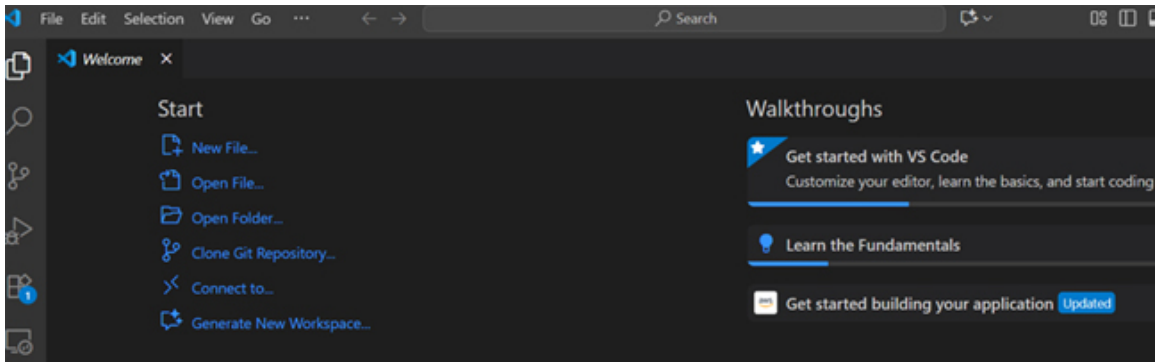 File Edit Selection View Go ··· Search
Welcome
Start
New File...
Open File...
Open Folder...
Clone Git Repository...
Connect to...
Generate New Workspace...
Walkthroughs
Get started with VS Code
Customize your editor, learn the basics, and start coding
Learn the Fundamentals
aws Get started building your application Updated
1